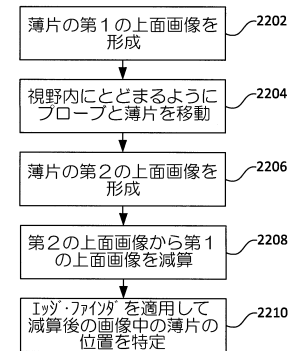 薄片の第１の上面画像を
形成
2202
視野内にとどまるように
プローブと薄片を移動
2204
薄片の第２の上面画像を
形成
2206
第２の上面画像から第１
の上面画像を減算
2208
ｴｯｼﾞ･ﾌｧｲﾝﾀﾞを適用して
減算後の画像中の薄片の
位置を特定
2210